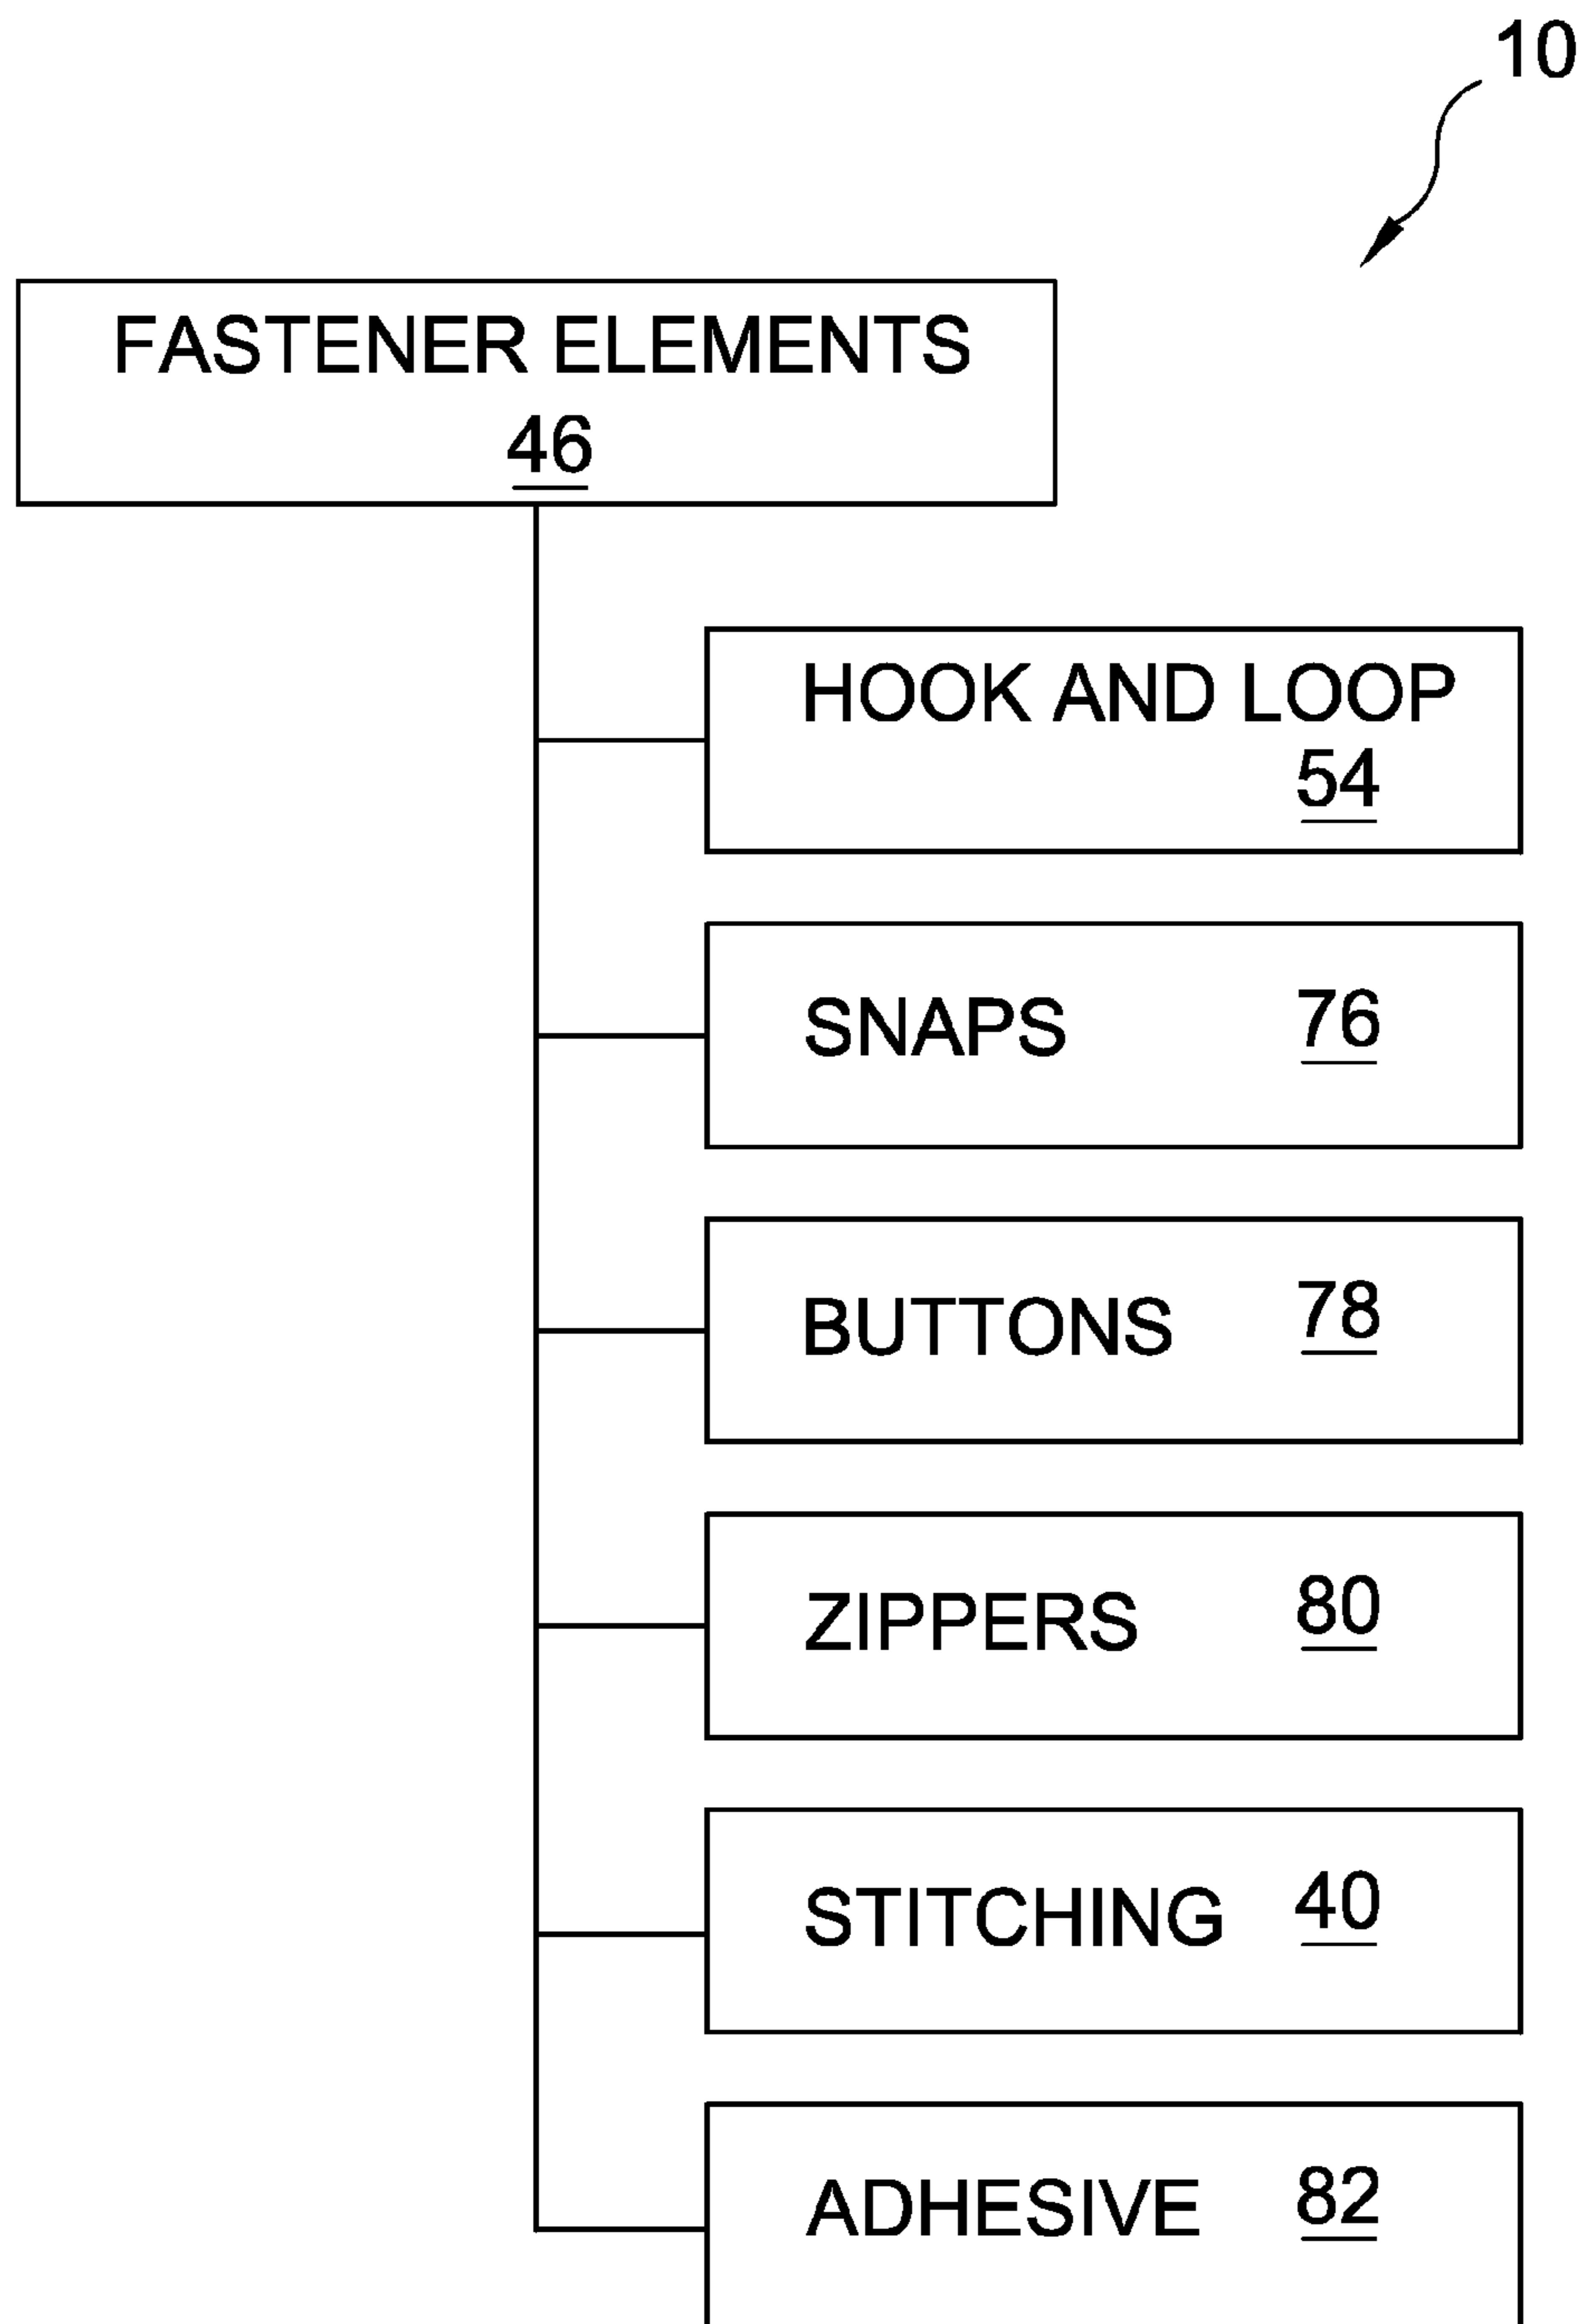 10
FASTENER ELEMENTS
46
HOOK AND LOOP
54
SNAPS 76
BUTTONS 78
ZIPPERS 80
STITCHING 40
ADHESIVE 82